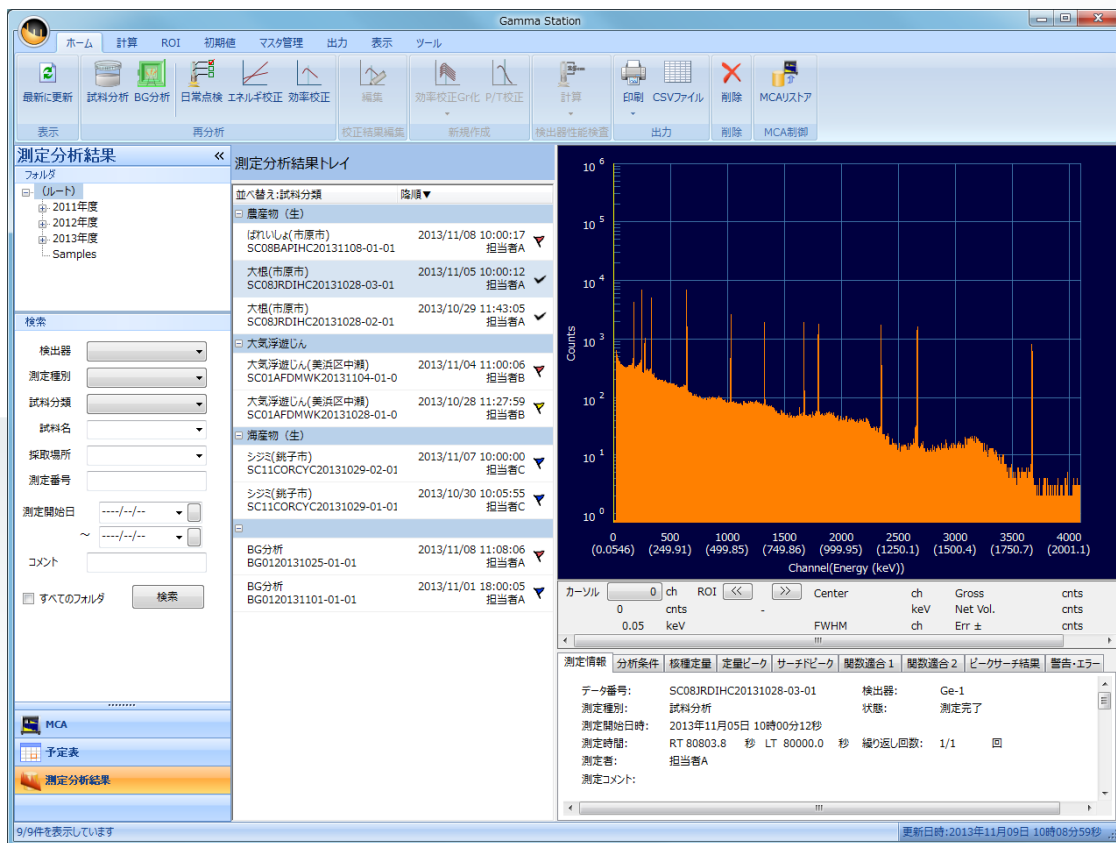 Gamma Station
ホーム 計算 ROI 初期値 マスタ管理 出力 表示 ツール
最新に更新 試料分析 BG分析 日常点検 エネルギ校正 効率校正 編集 効率校正Gr化 P/T校正 計算 印刷 CSVファイル 削除 MCAリストア
表示 再分析 校正結果編集 新規作成 検出器性能検査 出力 削除 MCA制御
測定分析結果 «
フォルダ
(ルート)
2011年度
2012年度
2013年度
Samples
検索
検出器
測定種別
試料分類
試料名
採取場所
測定番号
測定開始日 ----/--/--
~ ----/--/--
コメント
すべてのフォルダ 検索
MCA
予定表
測定分析結果
測定分析結果トレイ
並べ替え:試料分類 降順▼
農産物 (生)
ばれいしょ(市原市) 2013/11/08 10:00:17
SC08BAPIHC20131108-01-01 担当者A
大根(市原市) 2013/11/05 10:00:12
SC08JRDIHC20131028-03-01 担当者A
大根(市原市) 2013/10/29 11:43:05
SC08JRDIHC20131028-02-01 担当者A
大気浮遊じん
大気浮遊じん(美浜区中瀬) 2013/11/04 11:00:06
SC01AFDMWK20131104-01-0 担当者B
大気浮遊じん(美浜区中瀬) 2013/10/28 11:27:59
SC01AFDMWK20131028-01-0 担当者B
海産物 (生)
シジミ(銚子市) 2013/11/07 10:00:00
SC11CORCYC20131029-02-01 担当者C
シジミ(銚子市) 2013/10/30 10:05:55
SC11CORCYC20131029-01-01 担当者C
BG分析 2013/11/08 11:08:06
BG0120131025-01-01 担当者A
BG分析 2013/11/01 18:00:05
BG0120131101-01-01 担当者A
10 6
10 5
10 4
10 3
10 2
10 1
10 0
Counts
0 500 1000 1500 2000 2500 3000 3500 4000
(0.0546) (249.91) (499.85) (749.86) (999.95) (1250.1) (1500.4) (1750.7) (2001.1)
Channel(Energy (keV))
カーソル 0 ch ROI << >> Center ch Gross cnts
0 cnts - keV Net Vol. cnts
0.05 keV FWHM ch Err ± cnts
測定情報 分析条件 核種定量 定量ピーク サーチドピーク 関数適合1 関数適合2 ピークサーチ結果 警告・エラー
データ番号: SC08JRDIHC20131028-03-01 検出器: Ge-1
測定種別: 試料分析 状態: 測定完了
測定開始日時: 2013年11月05日 10時00分12秒
測定時間: RT 80803.8 秒 LT 80000.0 秒 繰り返し回数: 1/1 回
測定者: 担当者A
測定コメント:
9/9件を表示しています 更新日時:2013年11月09日 10時08分59秒